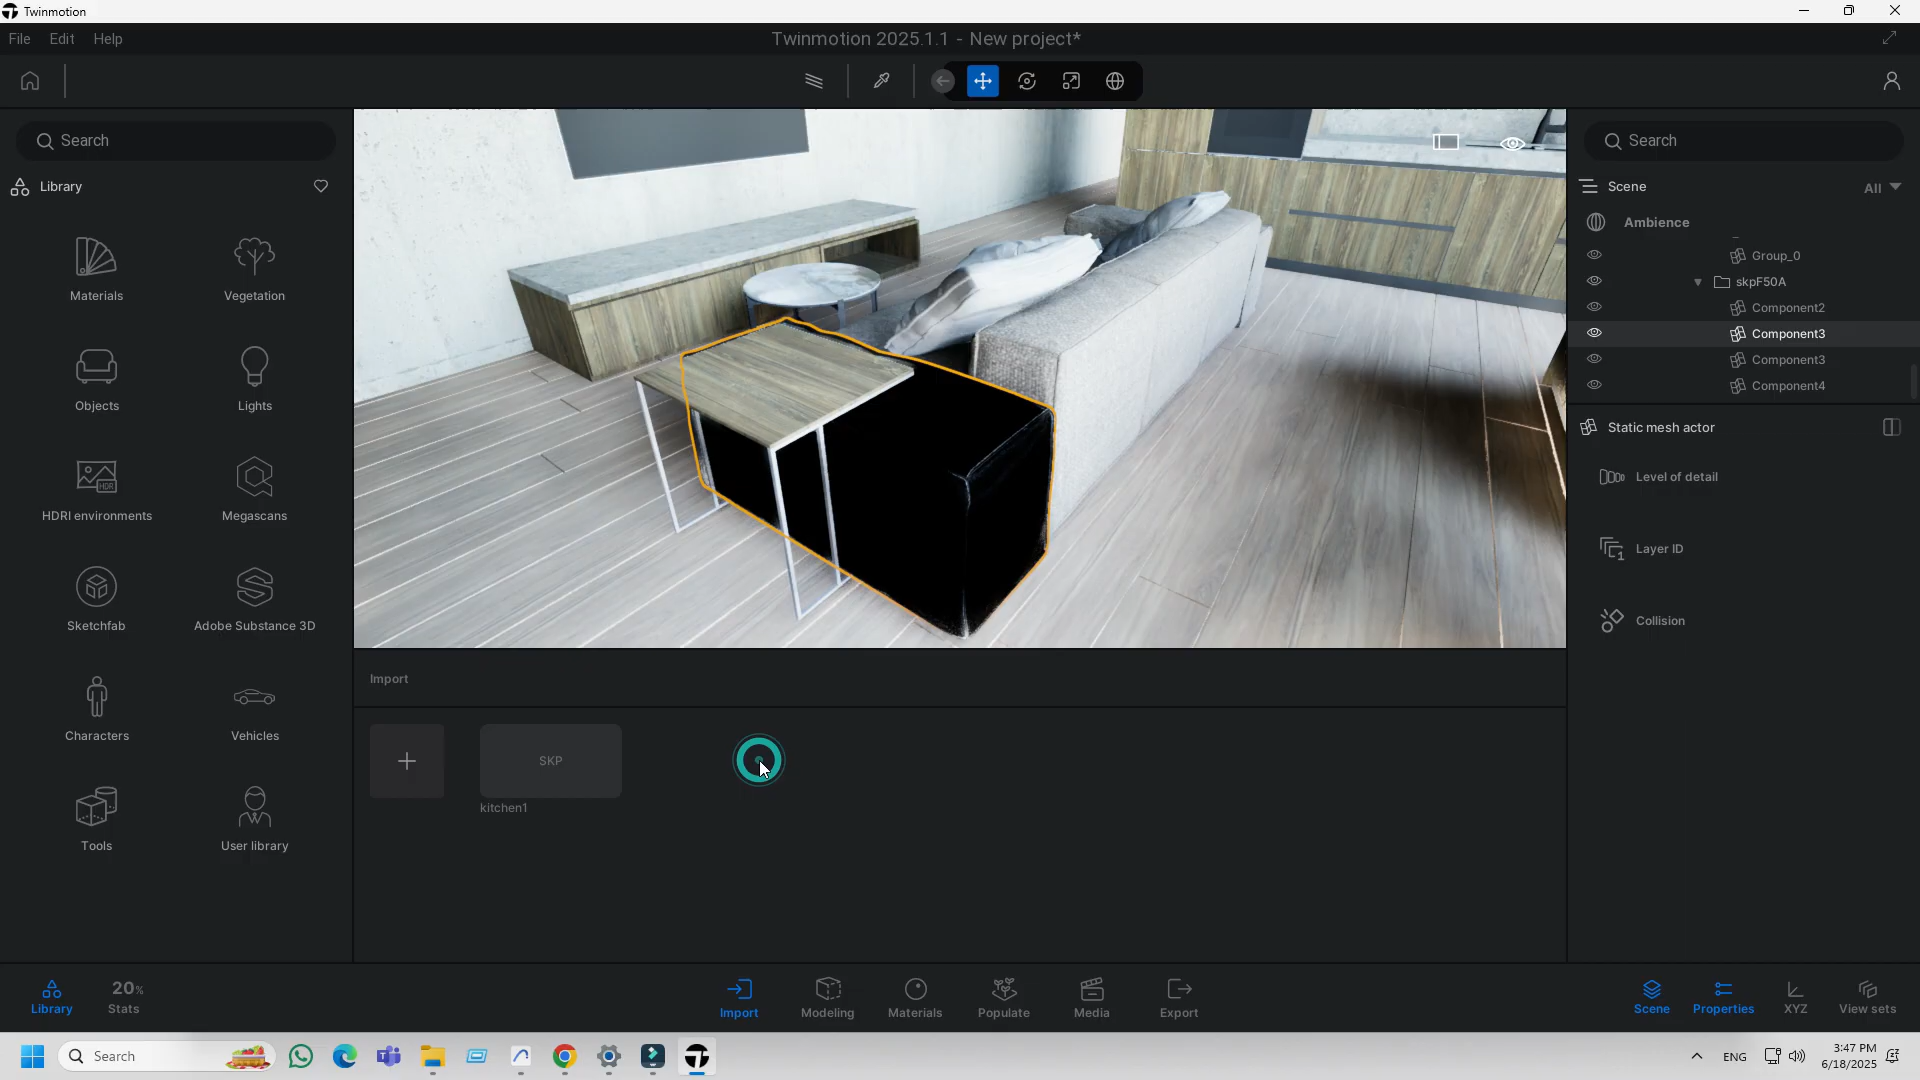 Twinmotion
File Edit Help
Twinmotion 2025.1.1 - New project*
Search
Library
Materials
Vegetation
Objects
Lights
HDR
HDRI environments
Megascans
Sketchfab
Adobe Substance 3D
Characters
Vehicles
Tools
User library
Search
Scene
All
Ambience
Group_0
skpF50A
Component2
Component3
Component3
Component4
Static mesh actor
Level of detail
Layer ID
Collision
Import
+
SKP
kitchen1
Library
20%
Stats
Import
Modeling
Materials
Populate
Media
Export
Scene
Properties
XYZ
View sets
Search
ENG
3:47 PM
6/18/2025